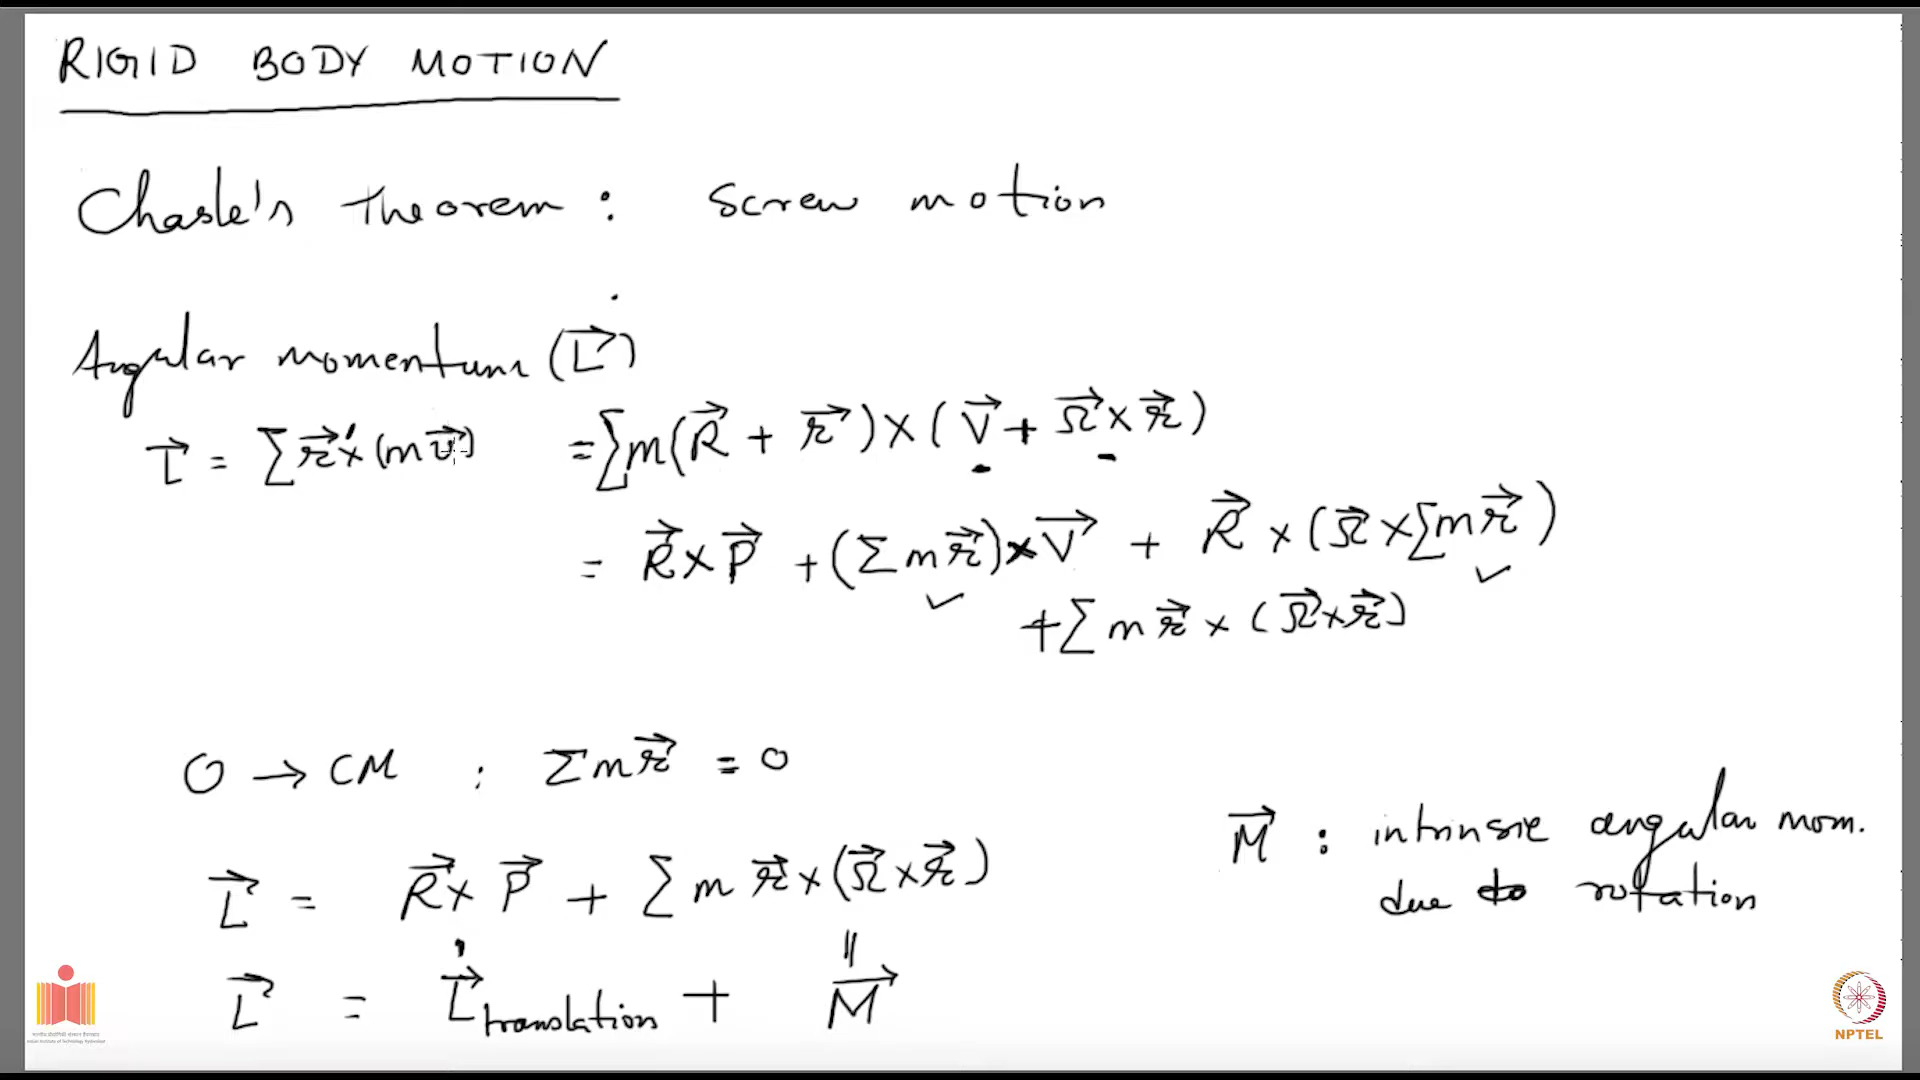 RIGID BODY MOTION
Chasle's theorem : screw motion
Angular momentum (L⃗)
L⃗ = ∑ r⃗' × (m v⃗) = ∑ m (R⃗ + r⃗) × (V⃗ + Ω⃗ × r⃗)
= R⃗ × P⃗ + (∑ m r⃗) × V⃗ + R⃗ × (Ω⃗ × ∑ m r⃗)
+ ∑ m r⃗ × (Ω⃗ × r⃗)
O → CM : ∑ m r⃗ = 0
L⃗ = R⃗ × P⃗ + ∑ m r⃗ × (Ω⃗ × r⃗)
L⃗ = L⃗ translation + M⃗
M⃗ : intrinsic angular mom.
due to rotation
NPTEL